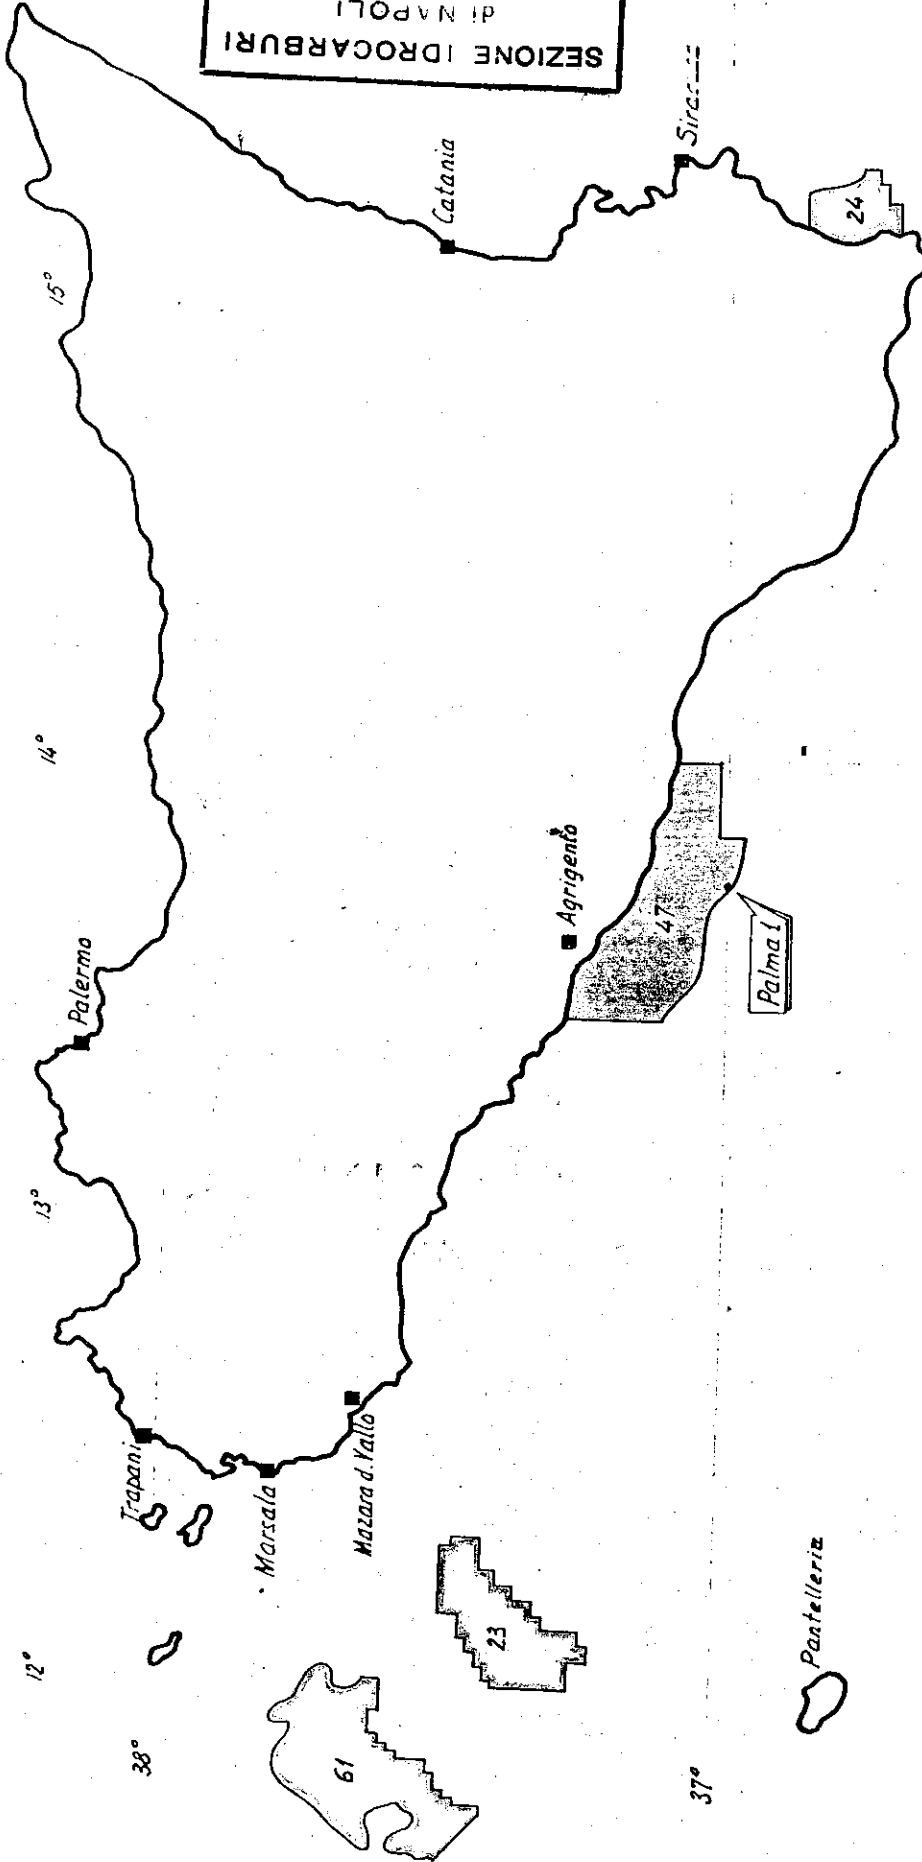 SEZIONE IDROCARBURI
di NAPOLI
12°
13°
14°
15°
38°
37°
Trapani
Marsala
Mazara d. Vallo
Palermo
Agrigento
Catania
61
23
47
24
Palma 1
Pantelleria